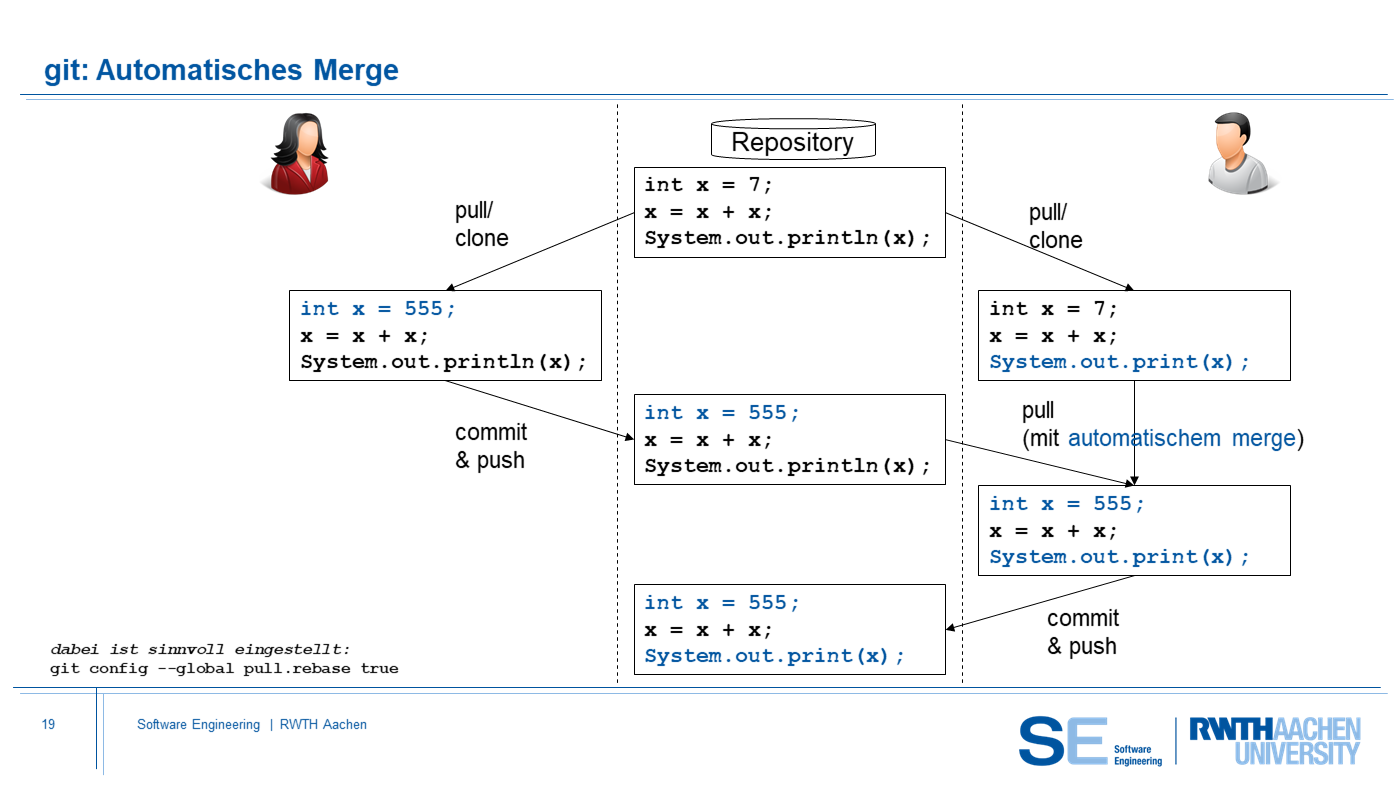 git: Automatisches Merge
Repository
int x = 7;
x = x + x;
System.out.println(x);
pull/
clone
pull/
clone
int x = 555;
x = x + x;
System.out.println(x);
int x = 7;
x = x + x;
System.out.print(x);
commit
& push
int x = 555;
x = x + x;
System.out.println(x);
pull
(mit automatischem merge)
int x = 555;
x = x + x;
System.out.print(x);
commit
& push
int x = 555;
x = x + x;
System.out.print(x);
dabei ist sinnvoll eingestellt:
git config --global pull.rebase true
19
Software Engineering | RWTH Aachen
SE
Software
Engineering
RWTHAACHEN
UNIVERSITY